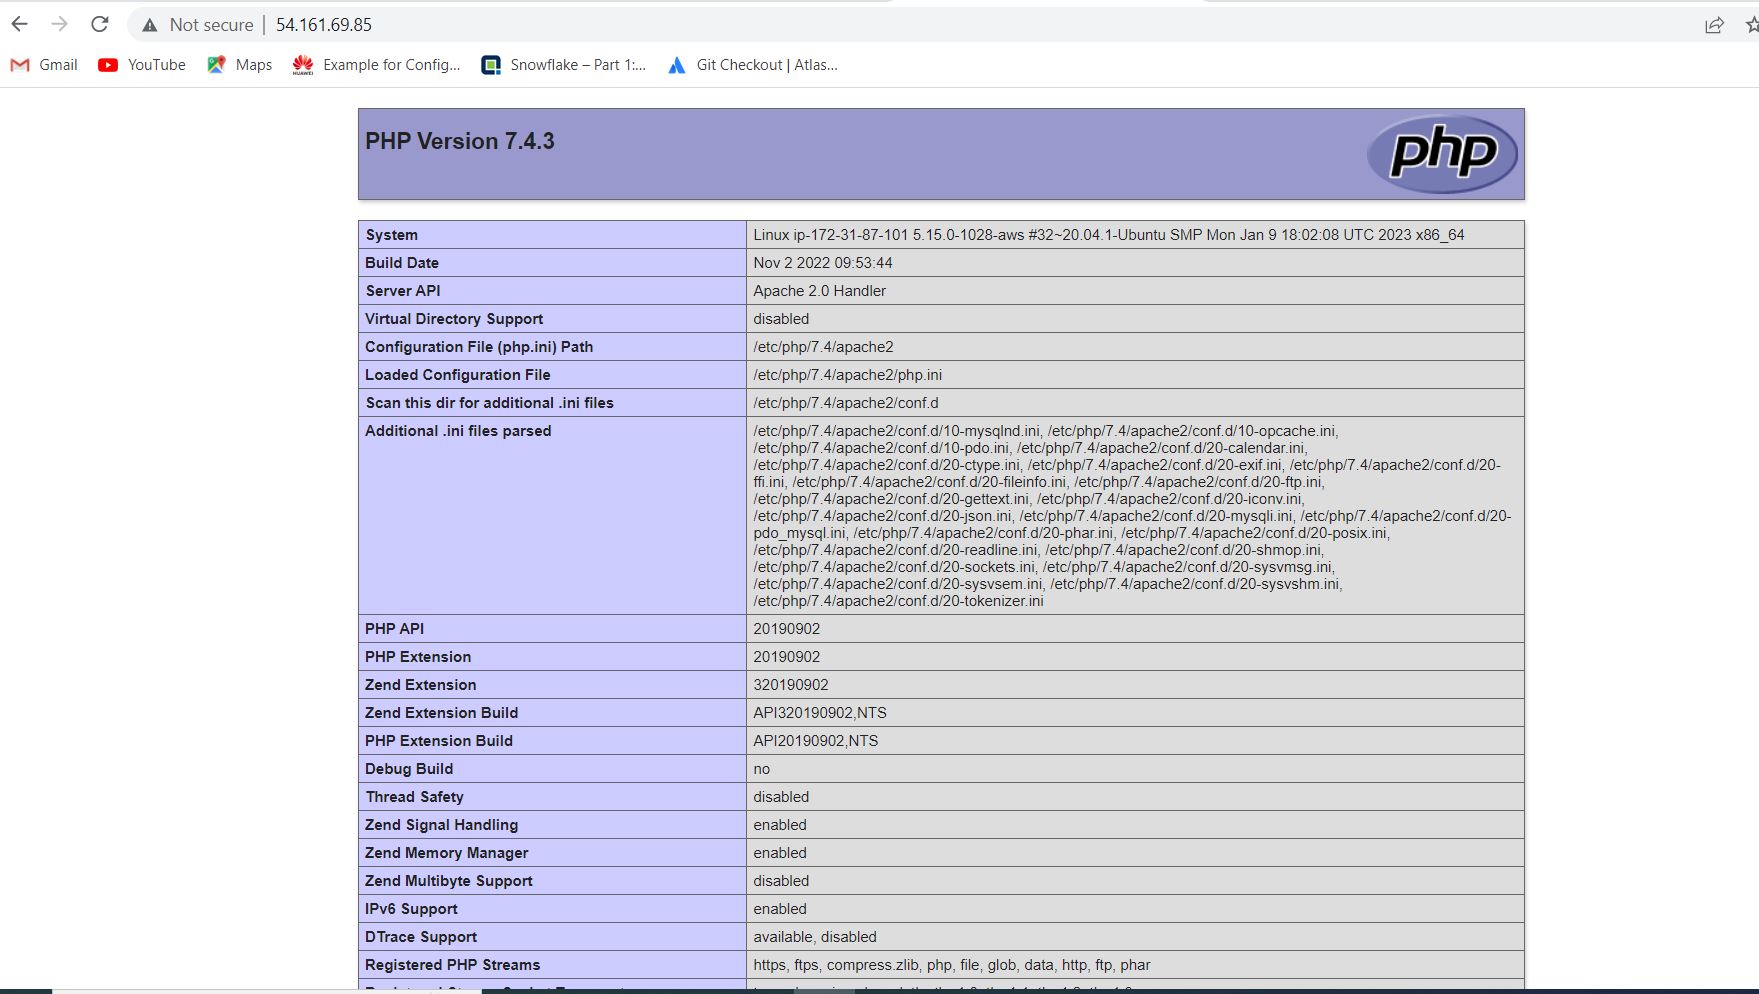 Not secure | 54.161.69.85
Gmail YouTube Maps Example for Config... Snowflake – Part 1:... Git Checkout | Atlas...
HUAWEI
PHP Version 7.4.3
php
System Linux ip-172-31-87-101 5.15.0-1028-aws #32~20.04.1-Ubuntu SMP Mon Jan 9 18:02:08 UTC 2023 x86_64
Build Date Nov 2 2022 09:53:44
Server API Apache 2.0 Handler
Virtual Directory Support disabled
Configuration File (php.ini) Path /etc/php/7.4/apache2
Loaded Configuration File /etc/php/7.4/apache2/php.ini
Scan this dir for additional .ini files /etc/php/7.4/apache2/conf.d
Additional .ini files parsed /etc/php/7.4/apache2/conf.d/10-mysqlnd.ini, /etc/php/7.4/apache2/conf.d/10-opcache.ini,
/etc/php/7.4/apache2/conf.d/10-pdo.ini, /etc/php/7.4/apache2/conf.d/20-calendar.ini,
/etc/php/7.4/apache2/conf.d/20-ctype.ini, /etc/php/7.4/apache2/conf.d/20-exif.ini, /etc/php/7.4/apache2/conf.d/20-
ffi.ini, /etc/php/7.4/apache2/conf.d/20-fileinfo.ini, /etc/php/7.4/apache2/conf.d/20-ftp.ini,
/etc/php/7.4/apache2/conf.d/20-gettext.ini, /etc/php/7.4/apache2/conf.d/20-iconv.ini,
/etc/php/7.4/apache2/conf.d/20-json.ini, /etc/php/7.4/apache2/conf.d/20-mysqli.ini, /etc/php/7.4/apache2/conf.d/20-
pdo_mysql.ini, /etc/php/7.4/apache2/conf.d/20-phar.ini, /etc/php/7.4/apache2/conf.d/20-posix.ini,
/etc/php/7.4/apache2/conf.d/20-readline.ini, /etc/php/7.4/apache2/conf.d/20-shmop.ini,
/etc/php/7.4/apache2/conf.d/20-sockets.ini, /etc/php/7.4/apache2/conf.d/20-sysvmsg.ini,
/etc/php/7.4/apache2/conf.d/20-sysvsem.ini, /etc/php/7.4/apache2/conf.d/20-sysvshm.ini,
/etc/php/7.4/apache2/conf.d/20-tokenizer.ini
PHP API 20190902
PHP Extension 20190902
Zend Extension 320190902
Zend Extension Build API320190902,NTS
PHP Extension Build API20190902,NTS
Debug Build no
Thread Safety disabled
Zend Signal Handling enabled
Zend Memory Manager enabled
Zend Multibyte Support disabled
IPv6 Support enabled
DTrace Support available, disabled
Registered PHP Streams https, ftps, compress.zlib, php, file, glob, data, http, ftp, phar